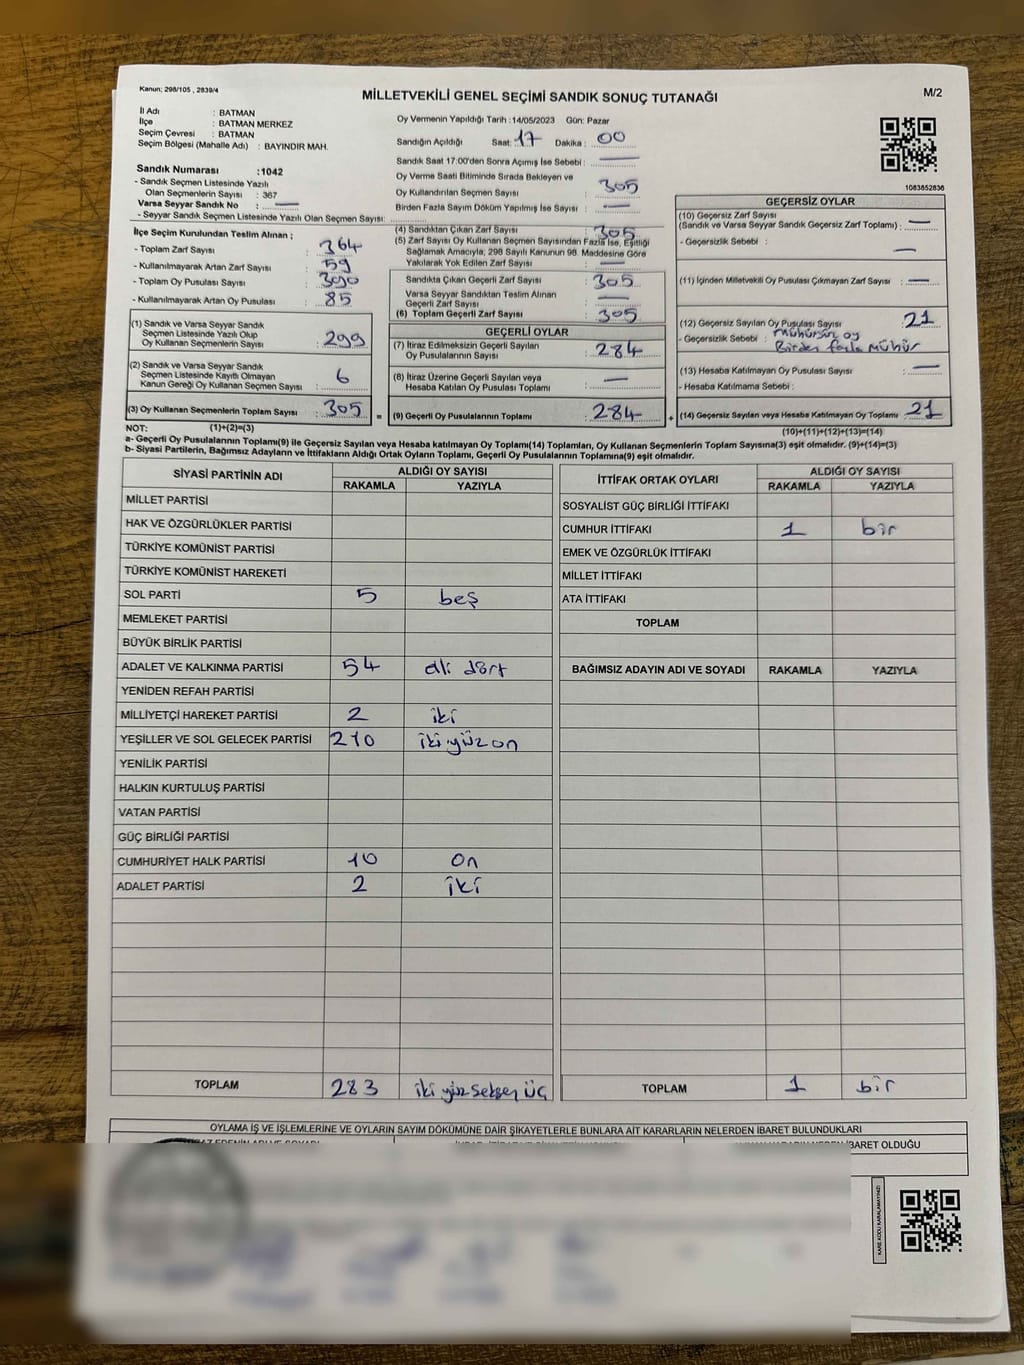 Kanun; 298/105 , 2839/4
MİLLETVEKİLİ GENEL SEÇİMİ SANDIK SONUÇ TUTANAĞI
M/2
İl Adı : BATMAN
İlçe : BATMAN MERKEZ
Seçim Çevresi : BATMAN
Seçim Bölgesi (Mahalle Adı) : BAYINDIR MAH.
Sandık Numarası :1042
- Sandık Seçmen Listesinde Yazılı
Olan Seçmenlerin Sayısı : 367
Varsa Seyyar Sandık No : —
- Seyyar Sandık Seçmen Listesinde Yazılı Olan Seçmen Sayısı:
Oy Vermenin Yapıldığı Tarih :14/05/2023 Gün: Pazar
Sandığın Açıldığı Saat: 17 Dakika : 00
Sandık Saat 17:00'den Sonra Açımış İse Sebebi : —
Oy Verme Saati Bitiminde Sırada Bekleyen ve
Oy Kullandırılan Seçmen Sayısı : 305
Birden Fazla Sayım Döküm Yapılmış İse Sayısı : —
1083852836
İlçe Seçim Kurulundan Teslim Alınan ;
- Toplam Zarf Sayısı : 364
- Kullanılmayarak Artan Zarf Sayısı : 59
- Toplam Oy Pusulası Sayısı : 390
- Kullanılmayarak Artan Oy Pusulası : 85
(4) Sandıktan Çıkan Zarf Sayısı : 305
(5) Zarf Sayısı Oy Kullanan Seçmen Sayısından Fazla İse, Eşitliği
Sağlamak Amacıyla; 298 Sayılı Kanunun 98. Maddesine Göre
Yakılarak Yok Edilen Zarf Sayısı : —
Sandıkta Çıkan Geçerli Zarf Sayısı : 305
Varsa Seyyar Sandıktan Teslim Alınan
Geçerli Zarf Sayısı : —
(6) Toplam Geçerli Zarf Sayısı : 305
GEÇERSİZ OYLAR
(10) Geçersiz Zarf Sayısı
(Sandık ve Varsa Seyyar Sandık Geçersiz Zarf Toplamı) : —
- Geçersizlik Sebebi : —
(11) İçinden Milletvekili Oy Pusulası Çıkmayan Zarf Sayısı : —
(12) Geçersiz Sayılan Oy Pusulası Sayısı : 21
- Geçersizlik Sebebi : Mühürsüz oy
Birden fazla Mühür
(13) Hesaba Katılmayan Oy Pusulası Sayısı : —
- Hesaba Katılmama Sebebi :
(14) Geçersiz Sayılan veya Hesaba Katılmayan Oy Toplamı : 21
(10)+(11)+(12)+(13)=(14)
(1) Sandık ve Varsa Seyyar Sandık
Seçmen Listesinde Yazılı Olup
Oy Kullanan Seçmenlerin Sayısı : 299
(2) Sandık ve Varsa Seyyar Sandık
Seçmen Listesinde Kayıtlı Olmayan
Kanun Gereği Oy Kullanan Seçmen Sayısı : 6
(3) Oy Kullanan Seçmenlerin Toplam Sayısı : 305 =
GEÇERLİ OYLAR
(7) İtiraz Edilmeksizin Geçerli Sayılan
Oy Pusulalarının Sayısı : 284
(8) İtiraz Üzerine Geçerli Sayılan veya
Hesaba Katılan Oy Pusulası Toplamı : —
(9) Geçerli Oy Pusulalarının Toplamı : 284 +
NOT: (1)+(2)=(3)
a- Geçerli Oy Pusulalarının Toplamı(9) ile Geçersiz Sayılan veya Hesaba katılmayan Oy Toplamı(14) Toplamları, Oy Kullanan Seçmenlerin Toplam Sayısına(3) eşit olmalıdır. (9)+(14)=(3)
b- Siyasi Partilerin, Bağımsız Adayların ve İttifakların Aldığı Ortak Oyların Toplamı, Geçerli Oy Pusulalarının Toplamına(9) eşit olmalıdır.
SİYASİ PARTİNİN ADI ALDIĞI OY SAYISI
RAKAMLA YAZIYLA
MİLLET PARTİSİ
HAK VE ÖZGÜRLÜKLER PARTİSİ
TÜRKİYE KOMÜNİST PARTİSİ
TÜRKİYE KOMÜNİST HAREKETİ
SOL PARTİ 5 beş
MEMLEKET PARTİSİ
BÜYÜK BİRLİK PARTİSİ
ADALET VE KALKINMA PARTİSİ 54 elli dört
YENİDEN REFAH PARTİSİ
MİLLİYETÇİ HAREKET PARTİSİ 2 iki
YEŞİLLER VE SOL GELECEK PARTİSİ 210 iki yüz on
YENİLİK PARTİSİ
HALKIN KURTULUŞ PARTİSİ
VATAN PARTİSİ
GÜÇ BİRLİĞİ PARTİSİ
CUMHURİYET HALK PARTİSİ 10 On
ADALET PARTİSİ 2 iki
TOPLAM 283 iki yüz seksen üç
İTTİFAK ORTAK OYLARI ALDIĞI OY SAYISI
RAKAMLA YAZIYLA
SOSYALİST GÜÇ BİRLİĞİ İTTİFAKI
CUMHUR İTTİFAKI 1 bir
EMEK VE ÖZGÜRLÜK İTTİFAKI
MİLLET İTTİFAKI
ATA İTTİFAKI
TOPLAM
BAĞIMSIZ ADAYIN ADI VE SOYADI RAKAMLA YAZIYLA
TOPLAM 1 bir
OYLAMA İŞ VE İŞLEMLERİNE VE OYLARIN SAYIM DÖKÜMÜNE DAİR ŞİKAYETLERLE BUNLARA AİT KARARLARIN NELERDEN İBARET BULUNDUKLARI
İBARET OLDUĞU
KARE KODU KARALAMAYINIZ!